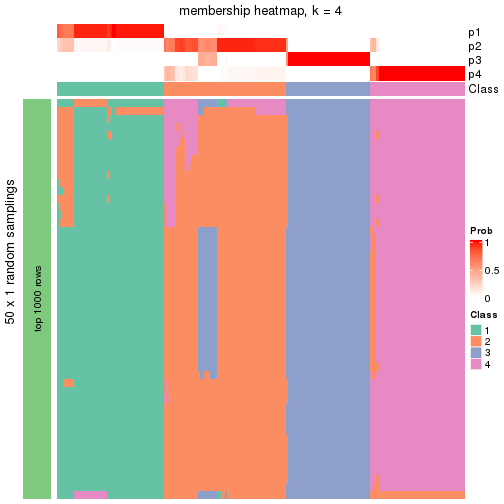 membership heatmap, k = 4
p1
p2
p3
p4
Class
50 x 1 random samplings
top 1000 rows
Prob
1
0.5
0
Class
1
2
3
4